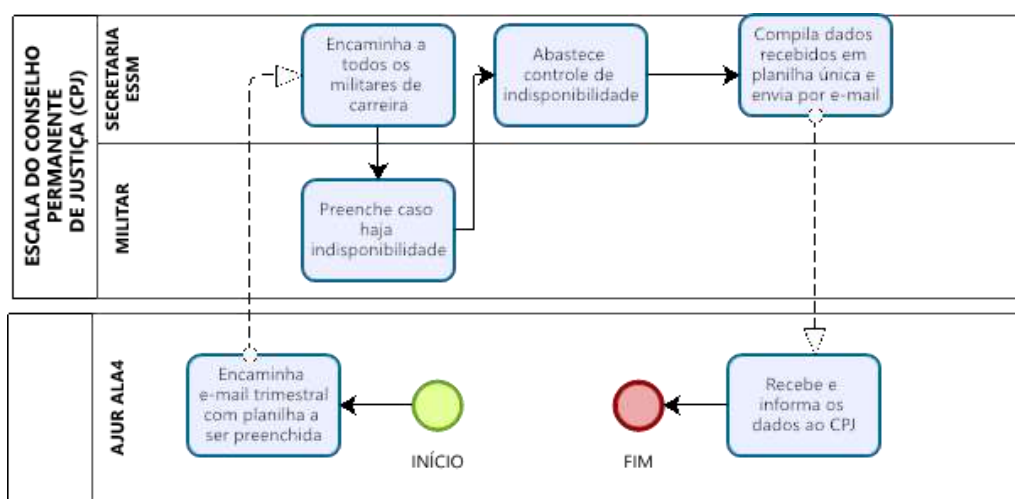 ESCALA DO CONSELHO
PERMANENTE
DE JUSTIÇA (CPJ)
SECRETARIA
ESSM
Encaminha a
todos os
militares de
carreira
Abastece
controle de
indisponibilidade
Compila dados
recebidos em
planilha única e
envia por e-mail
MILITAR
Preenche caso
haja
indisponibilidade
AJUR ALA4
Encaminha
e-mail trimestral
com planilha a
ser preenchida
INÍCIO
FIM
Recebe e
informa os
dados ao CPJ